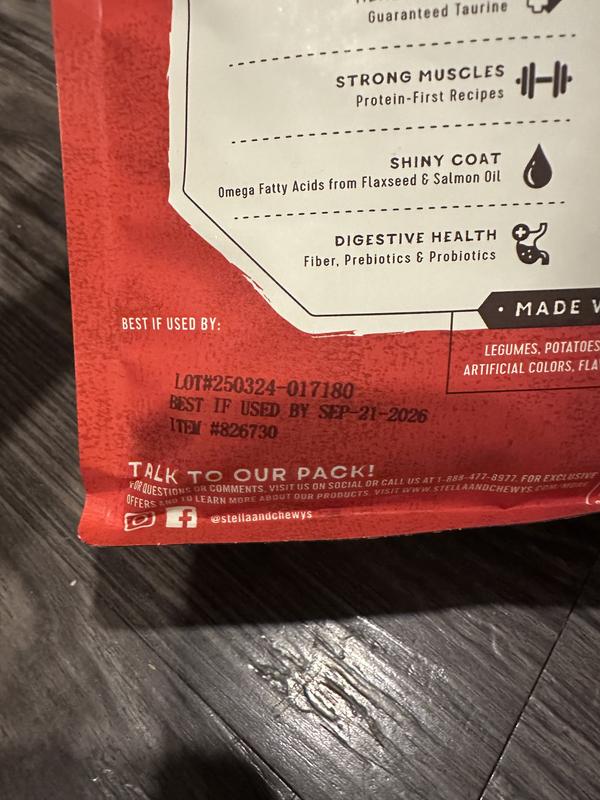 Guaranteed Taurine
STRONG MUSCLES
Protein-First Recipes
SHINY COAT
Omega Fatty Acids from Flaxseed & Salmon Oil
DIGESTIVE HEALTH
Fiber, Prebiotics & Probiotics
• MADE
LEGUMES, POTATOES
ARTIFICIAL COLORS,
BEST IF USED BY:
LOT#250324-017180
BEST IF USED BY SEP-21-2026
ITEM #826730
TALK TO OUR PACK!
FOR QUESTIONS OR COMMENTS, VISIT US ON SOCIAL OR CALL US AT 1-888-477-8977. FOR EXCLUSIVE
OFFERS AND TO LEARN MORE ABOUT OUR PRODUCTS, VISIT WWW.STELLAANDCHEWYS.COM/MORE
@stellaandchewys